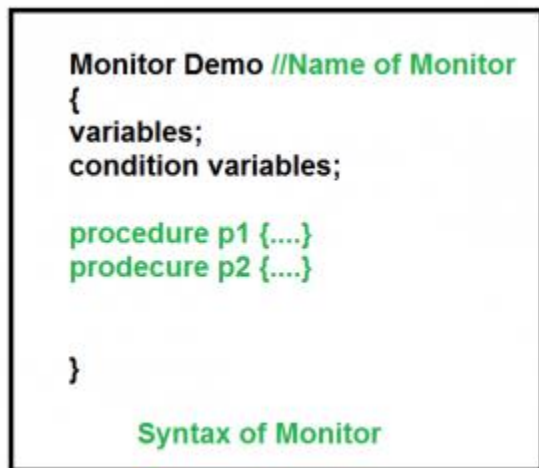 Monitor Demo //Name of Monitor
{
variables;
condition variables;
procedure p1 {....}
prodecure p2 {....}
}
Syntax of Monitor